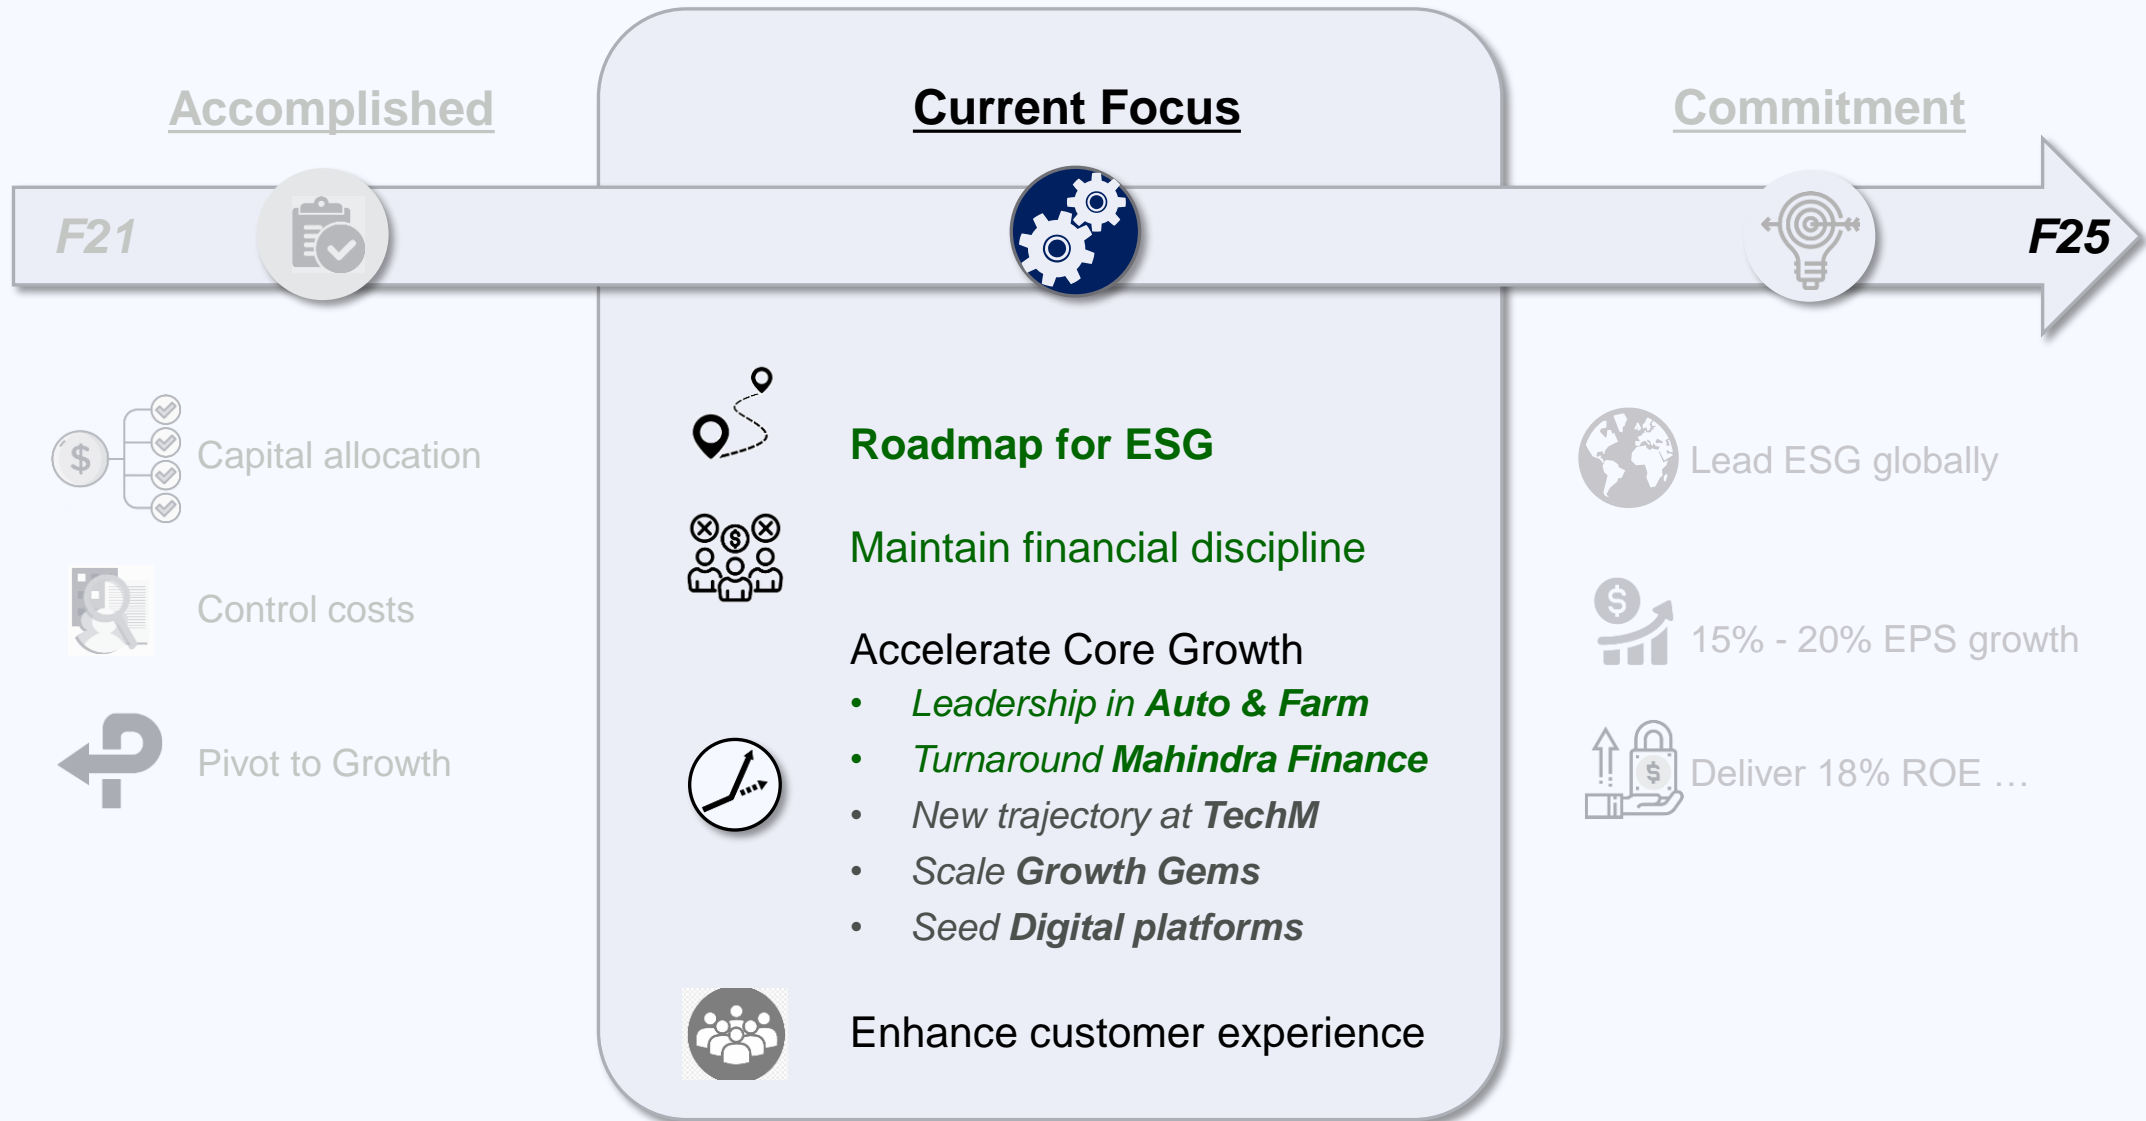 Accomplished
Current Focus
Commitment
F21
F25
Capital allocation
Control costs
Pivot to Growth
Roadmap for ESG
Maintain financial discipline
Accelerate Core Growth
• Leadership in Auto & Farm
• Turnaround Mahindra Finance
• New trajectory at TechM
• Scale Growth Gems
• Seed Digital platforms
Enhance customer experience
Lead ESG globally
15% - 20% EPS growth
Deliver 18% ROE …